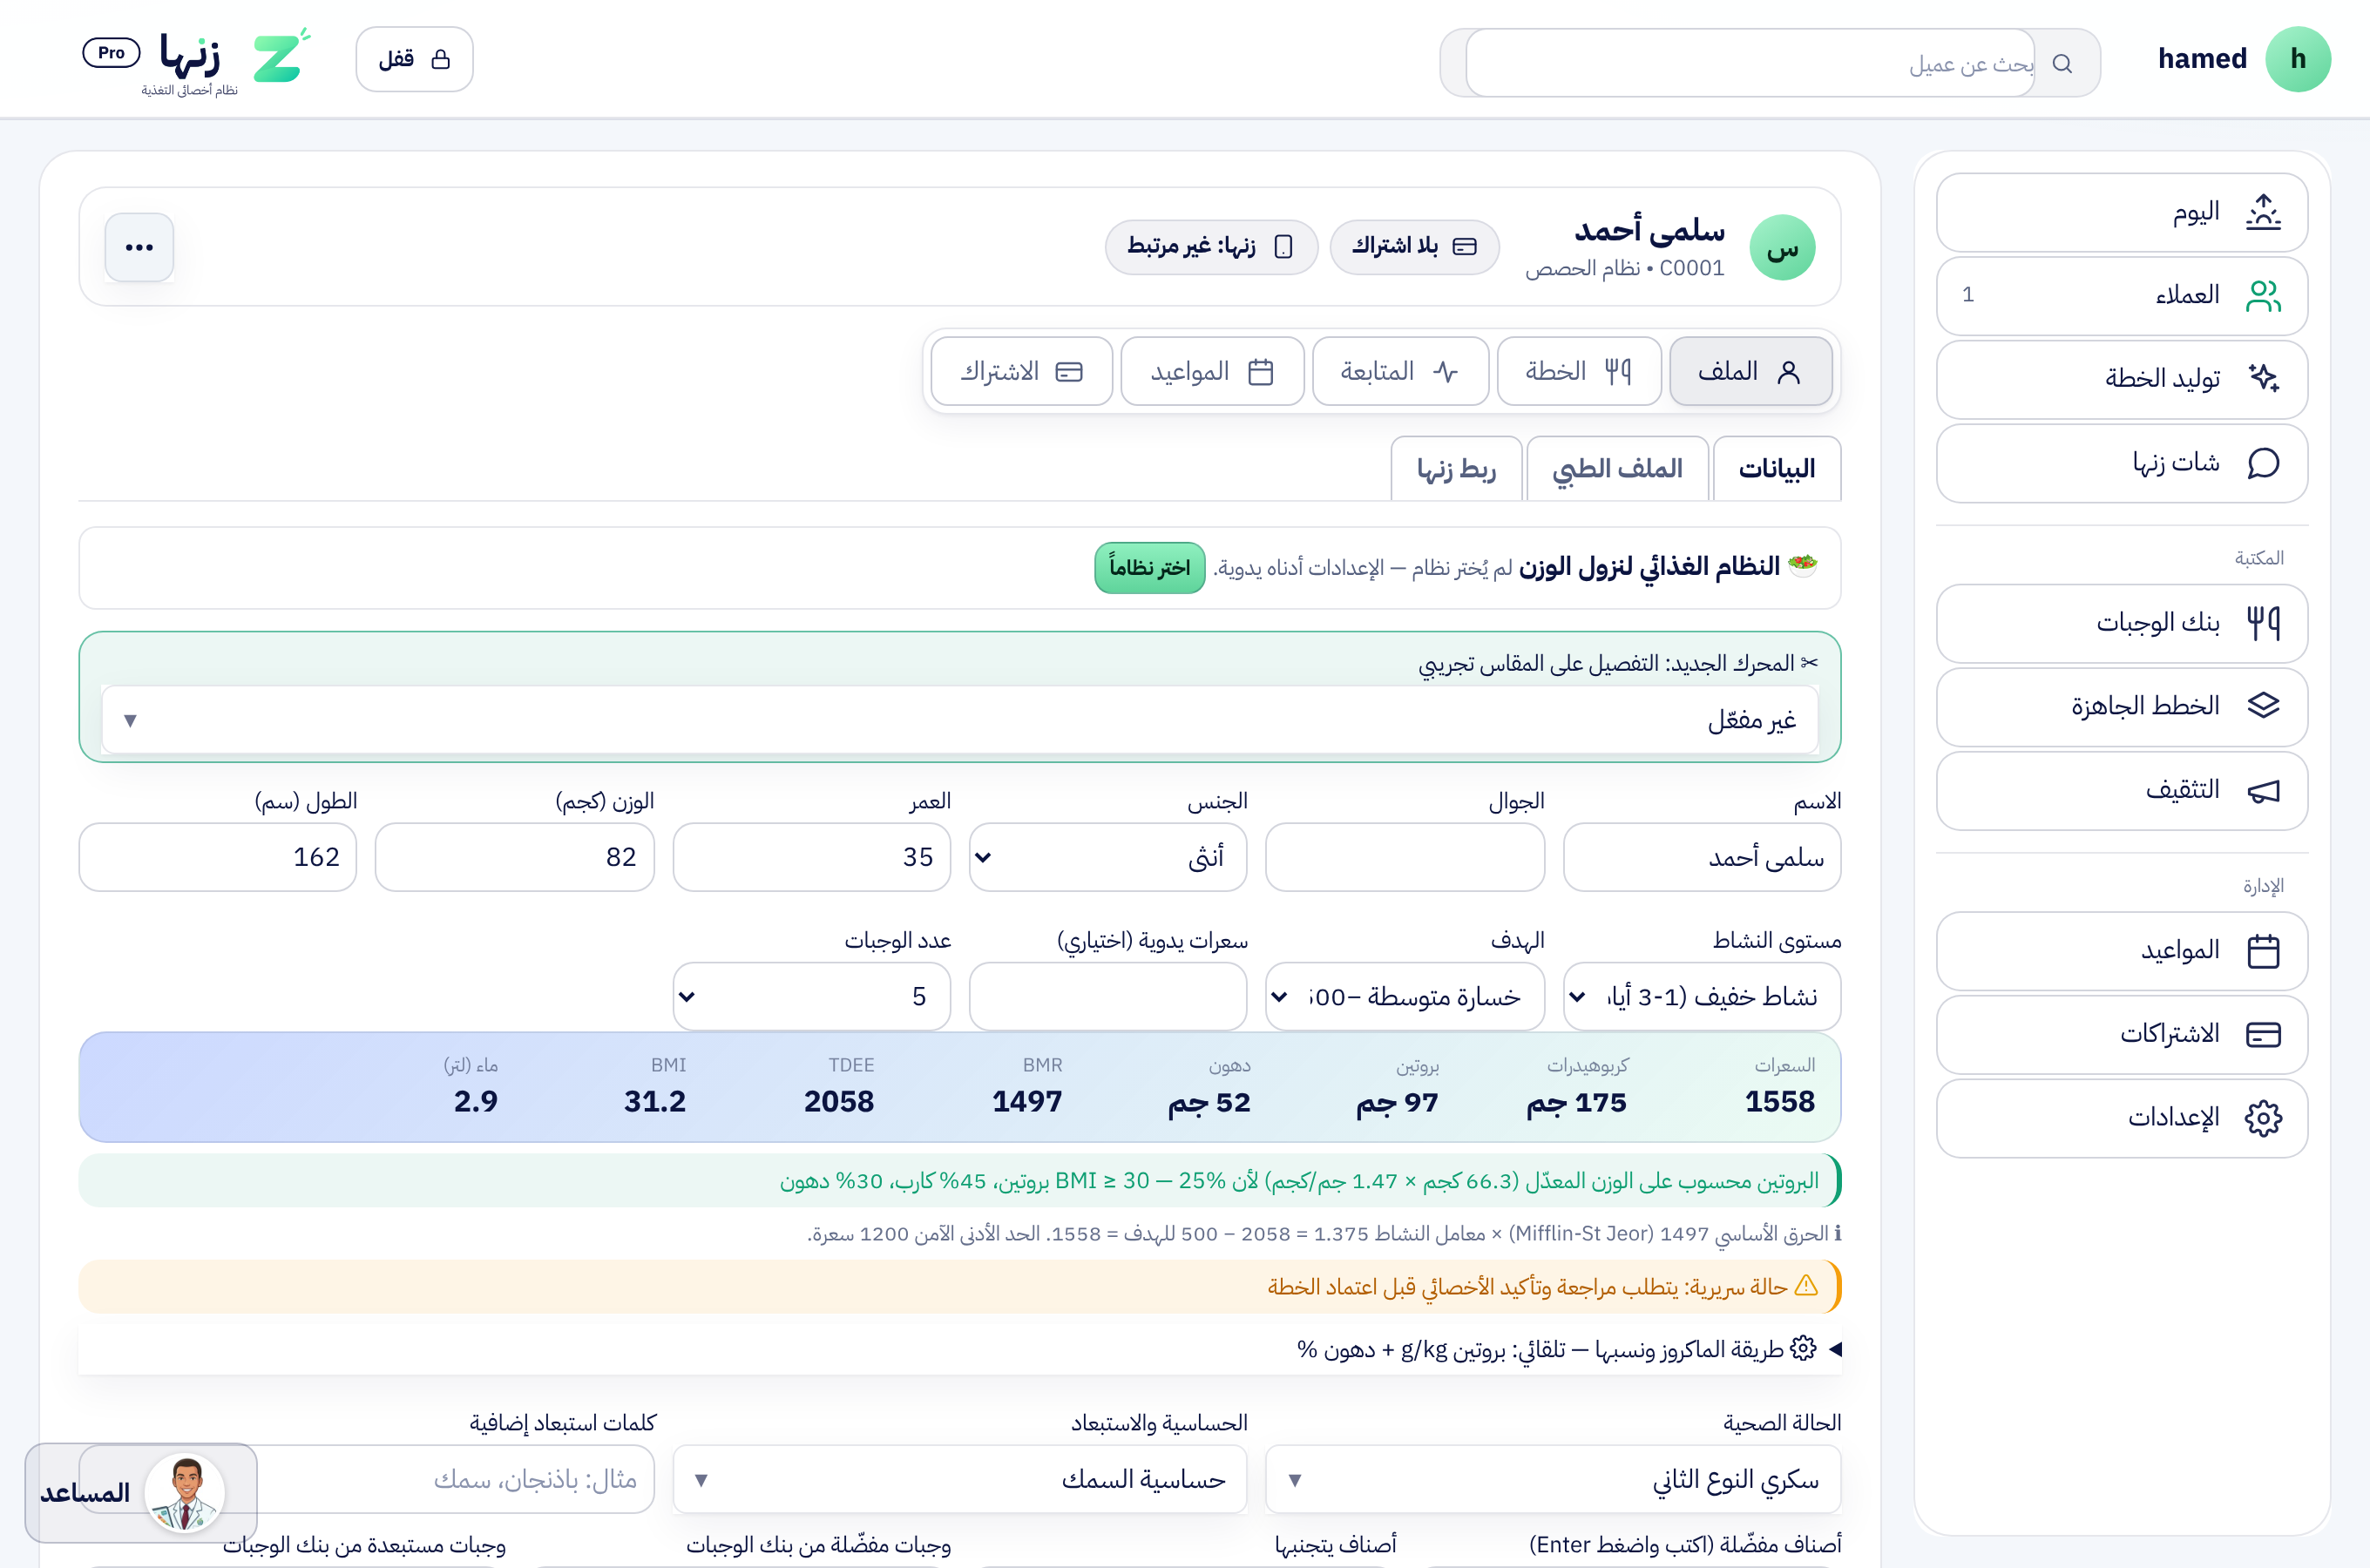 h hamed
بحث عن عميل
قفل
زنها Pro
نظام أخصائي التغذية
اليوم
العملاء 1
توليد الخطة
شات زنها
المكتبة
بنك الوجبات
الخطط الجاهزة
التثقيف
الإدارة
المواعيد
الاشتراكات
الإعدادات
س سلمى أحمد
C0001 • نظام الحصص
بلا اشتراك
زنها: غير مرتبط
الملف الخطة المتابعة المواعيد الاشتراك
البيانات الملف الطبي ربط زنها
النظام الغذائي لنزول الوزن لم يُختر نظام — الإعدادات أدناه يدوية. اختر نظاماً
✂ المحرك الجديد: التفصيل على المقاس تجريبي
غير مفعّل
الاسم الجوال الجنس العمر الوزن (كجم) الطول (سم)
سلمى أحمد أنثى 35 82 162
مستوى النشاط الهدف سعرات يدوية (اختياري) عدد الوجبات
نشاط خفيف (1-3 خسارة متوسطة 5
السعرات كربوهيدرات بروتين دهون BMR TDEE BMI ماء (لتر)
1558 175 جم 97 جم 52 جم 1497 2058 31.2 2.9
البروتين محسوب على الوزن المعدّل (66.3 كجم × 1.47 جم/كجم) لأن BMI ≥ 30 — 25% بروتين، 45% كارب، 30% دهون
ℹ الحرق الأساسي 1497 (Mifflin-St Jeor) × معامل النشاط 1.375 = 2058 − 500 للهدف = 1558. الحد الأدنى الآمن 1200 سعرة.
حالة سريرية: يتطلب مراجعة وتأكيد الأخصائي قبل اعتماد الخطة
طريقة الماكروز ونسبها — تلقائي: بروتين g/kg + دهون %
الحالة الصحية الحساسية والاستبعاد كلمات استبعاد إضافية
سكري النوع الثاني حساسية السمك مثال: باذنجان، سمك
المساعد
أصناف مفضّلة (اكتب واضغط Enter) أصناف يتجنبها وجبات مفضّلة من بنك الوجبات وجبات مستبعدة من بنك الوجبات